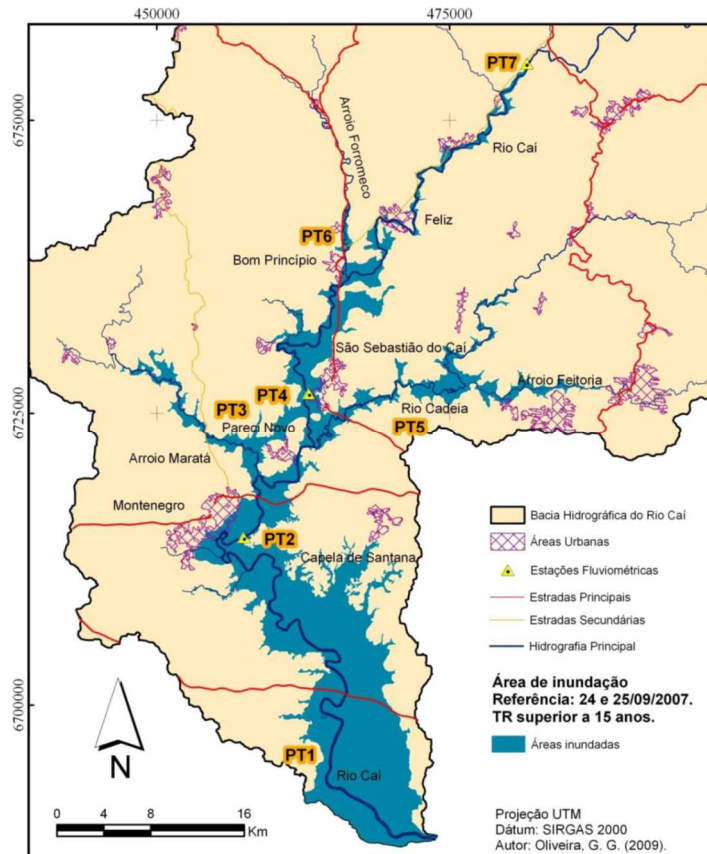 450000
475000
6750000
6725000
6700000
PT7
Arroio Forromeco
Rio Caí
Feliz
PT6
Bom Princípio
São Sebastião do Caí
PT4
Arroio Feitoria
PT3
Rio Cadeia
Pareci Novo
PT5
Arroio Maratá
Montenegro
PT2
Capela de Santana
PT1
Rio Caí
N
0 4 8 16
Km
Bacia Hidrográfica do Rio Caí
Áreas Urbanas
Estações Fluviométricas
Estradas Principais
Estradas Secundárias
Hidrografia Principal
Área de inundação
Referência: 24 e 25/09/2007.
TR superior a 15 anos.
Áreas inundadas
Projeção UTM
Dátum: SIRGAS 2000
Autor: Oliveira, G. G. (2009).